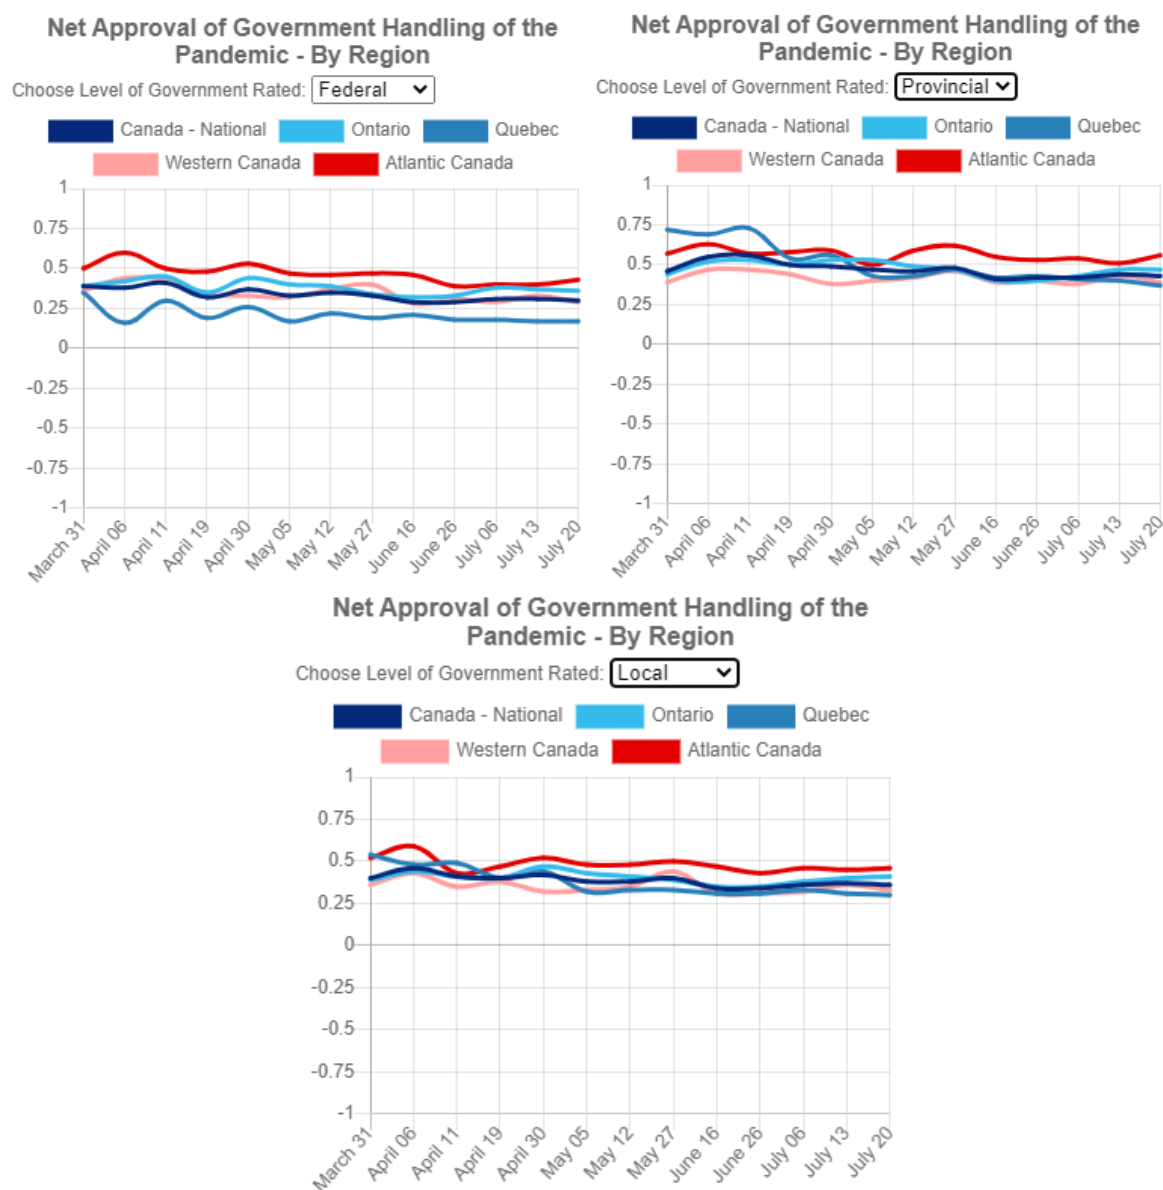 Net Approval of Government Handling of the
Pandemic - By Region
Choose Level of Government Rated: Federal
Canada - National Ontario Quebec
Western Canada Atlantic Canada
1
0.75
0.5
0.25
0
-0.25
-0.5
-0.75
-1
March 31 April 06 April 11 April 19 April 30 May 05 May 12 May 27 June 16 June 26 July 06 July 13 July 20
Net Approval of Government Handling of the
Pandemic - By Region
Choose Level of Government Rated: Provincial
Canada - National Ontario Quebec
Western Canada Atlantic Canada
1
0.75
0.5
0.25
0
-0.25
-0.5
-0.75
-1
March 31 April 06 April 11 April 19 April 30 May 05 May 12 May 27 June 16 June 26 July 06 July 13 July 20
Net Approval of Government Handling of the
Pandemic - By Region
Choose Level of Government Rated: Local
Canada - National Ontario Quebec
Western Canada Atlantic Canada
1
0.75
0.5
0.25
0
-0.25
-0.5
-0.75
-1
March 31 April 06 April 11 April 19 April 30 May 05 May 12 May 27 June 16 June 26 July 06 July 13 July 20